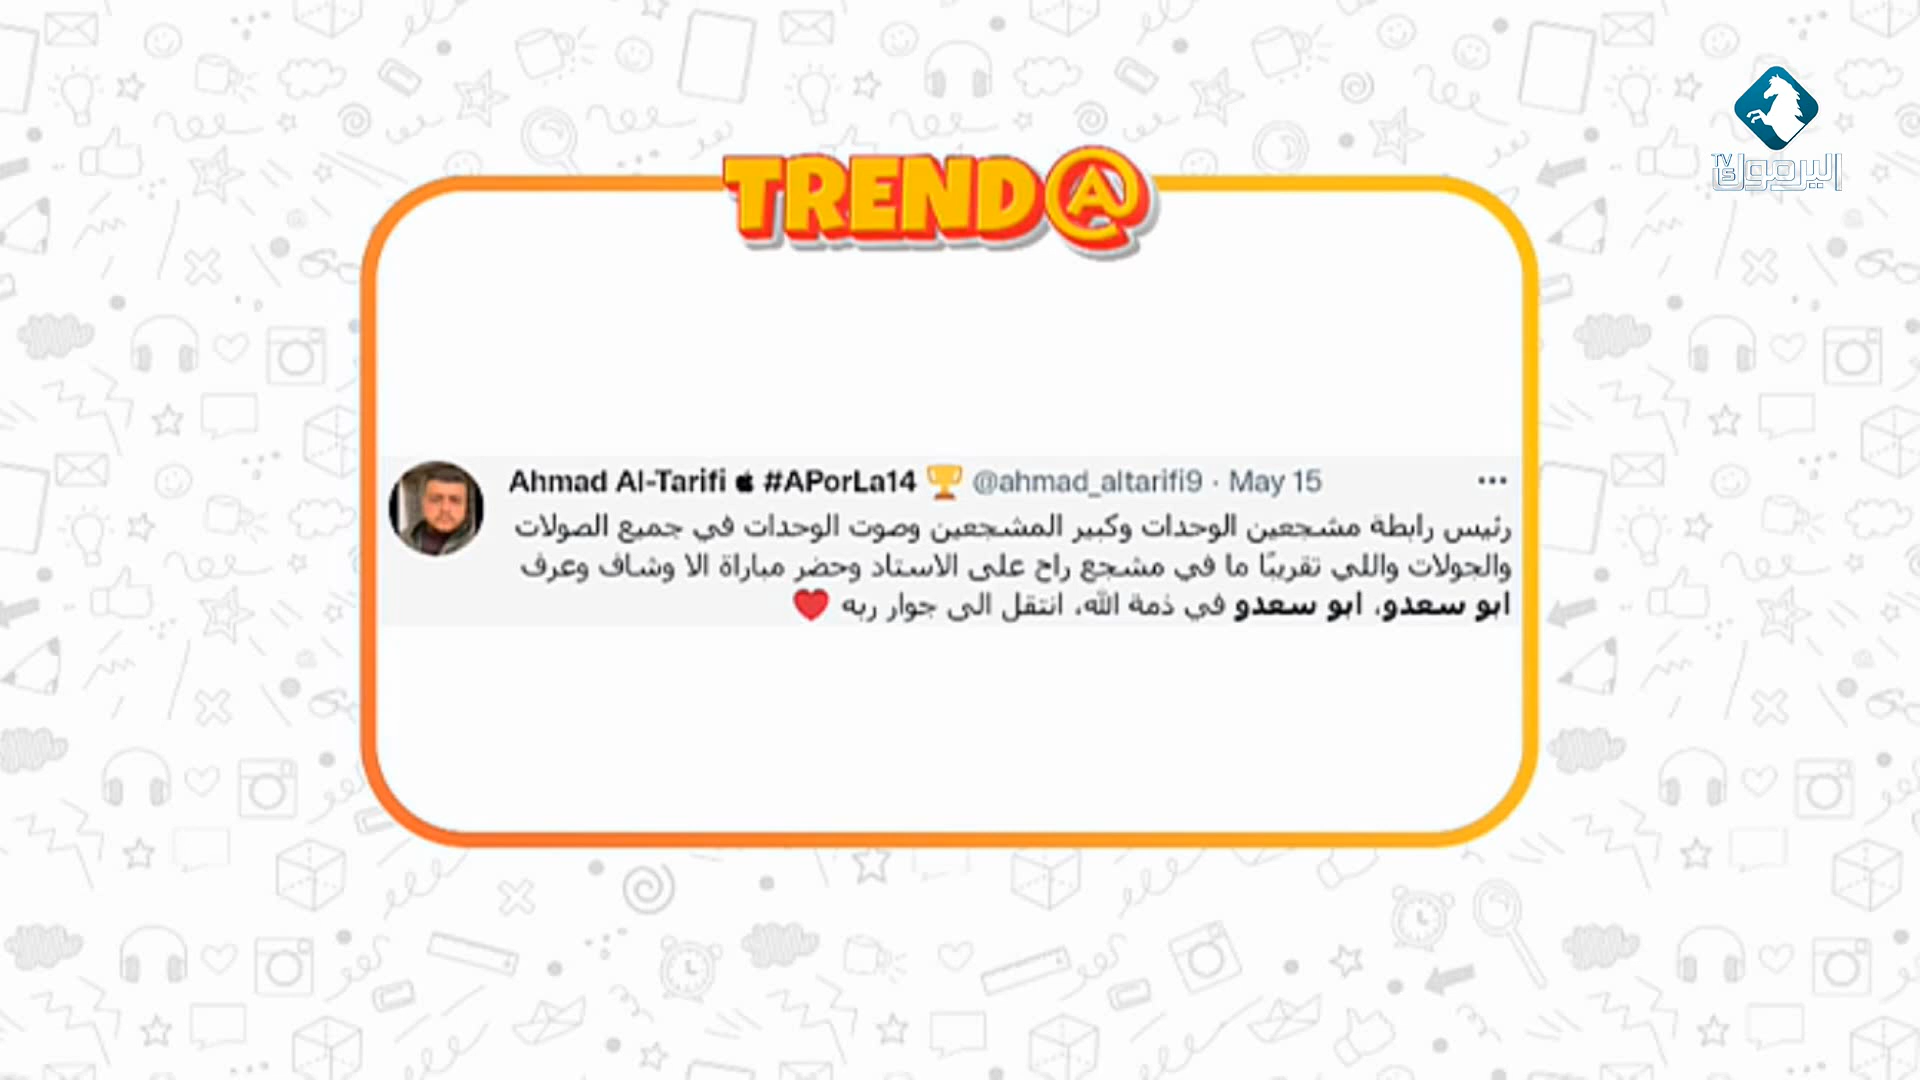 TV
اليرموك
TREND@
Ahmad Al-Tarifi #APorLa14 🏆 @ahmad_altarifi9 · May 15
رئيس رابطة مشجعين الوحدات وكبير المشجعين وصوت الوحدات في جميع الصولات
والجولات واللي تقريبًا ما في مشجع راح على الاستاد وحضر مباراة الا وشاف وعرف
ابو سعدو، ابو سعدو في ذمة الله، انتقل الى جوار ربه ❤️